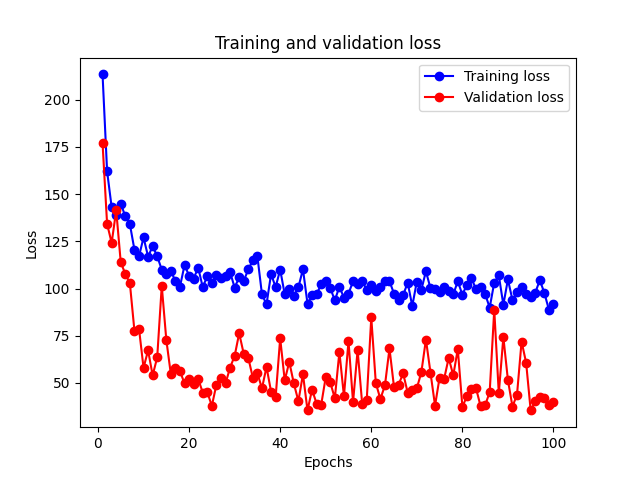 Training and validation loss
Training loss
Validation loss
Loss
200
175
150
125
100
75
50
0 20 40 60 80 100
Epochs